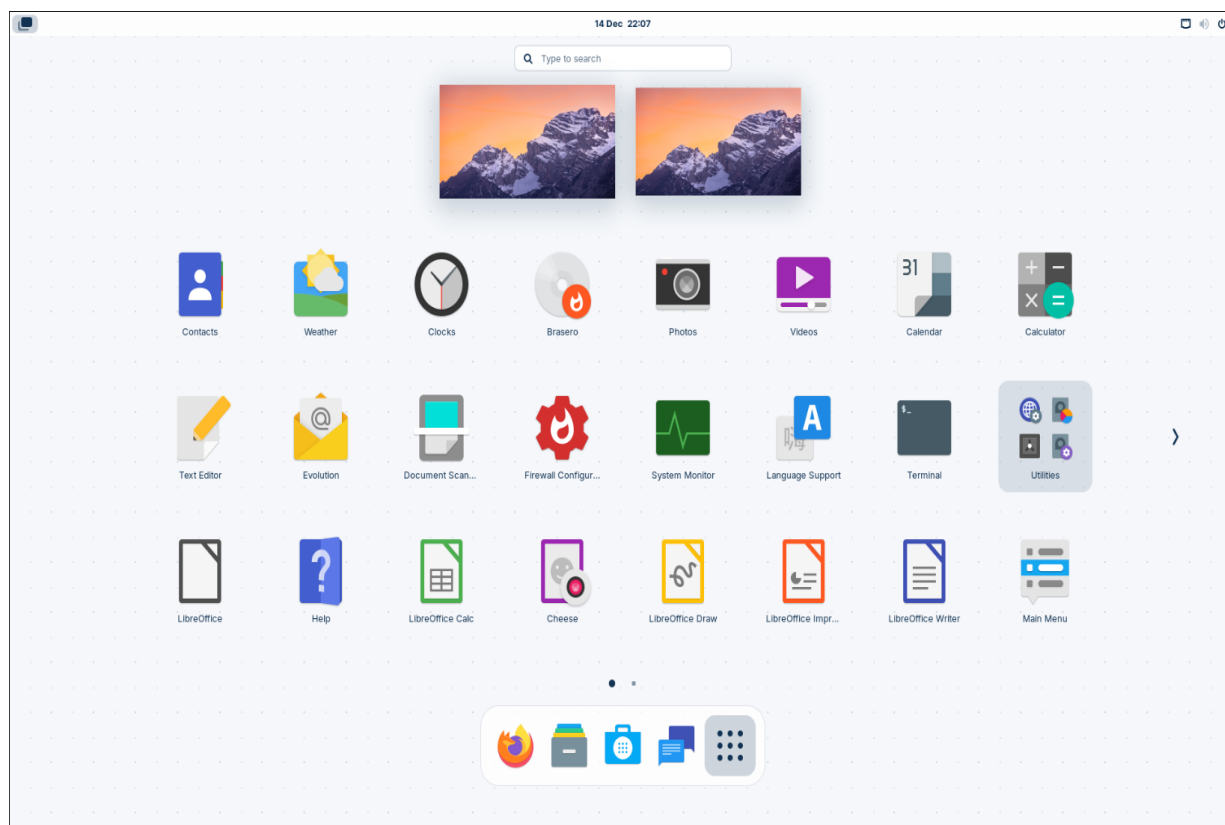 14 Dec 22:07
Type to search
Contacts
Weather
Clocks
Brasero
Photos
Videos
31
Calendar
Calculator
Text Editor
Evolution
Document Scan...
Firewall Configur...
System Monitor
A
嗨
Language Support
$_
Terminal
Utilities
LibreOffice
Help
LibreOffice Calc
Cheese
LibreOffice Draw
LibreOffice Impr...
LibreOffice Writer
Main Menu